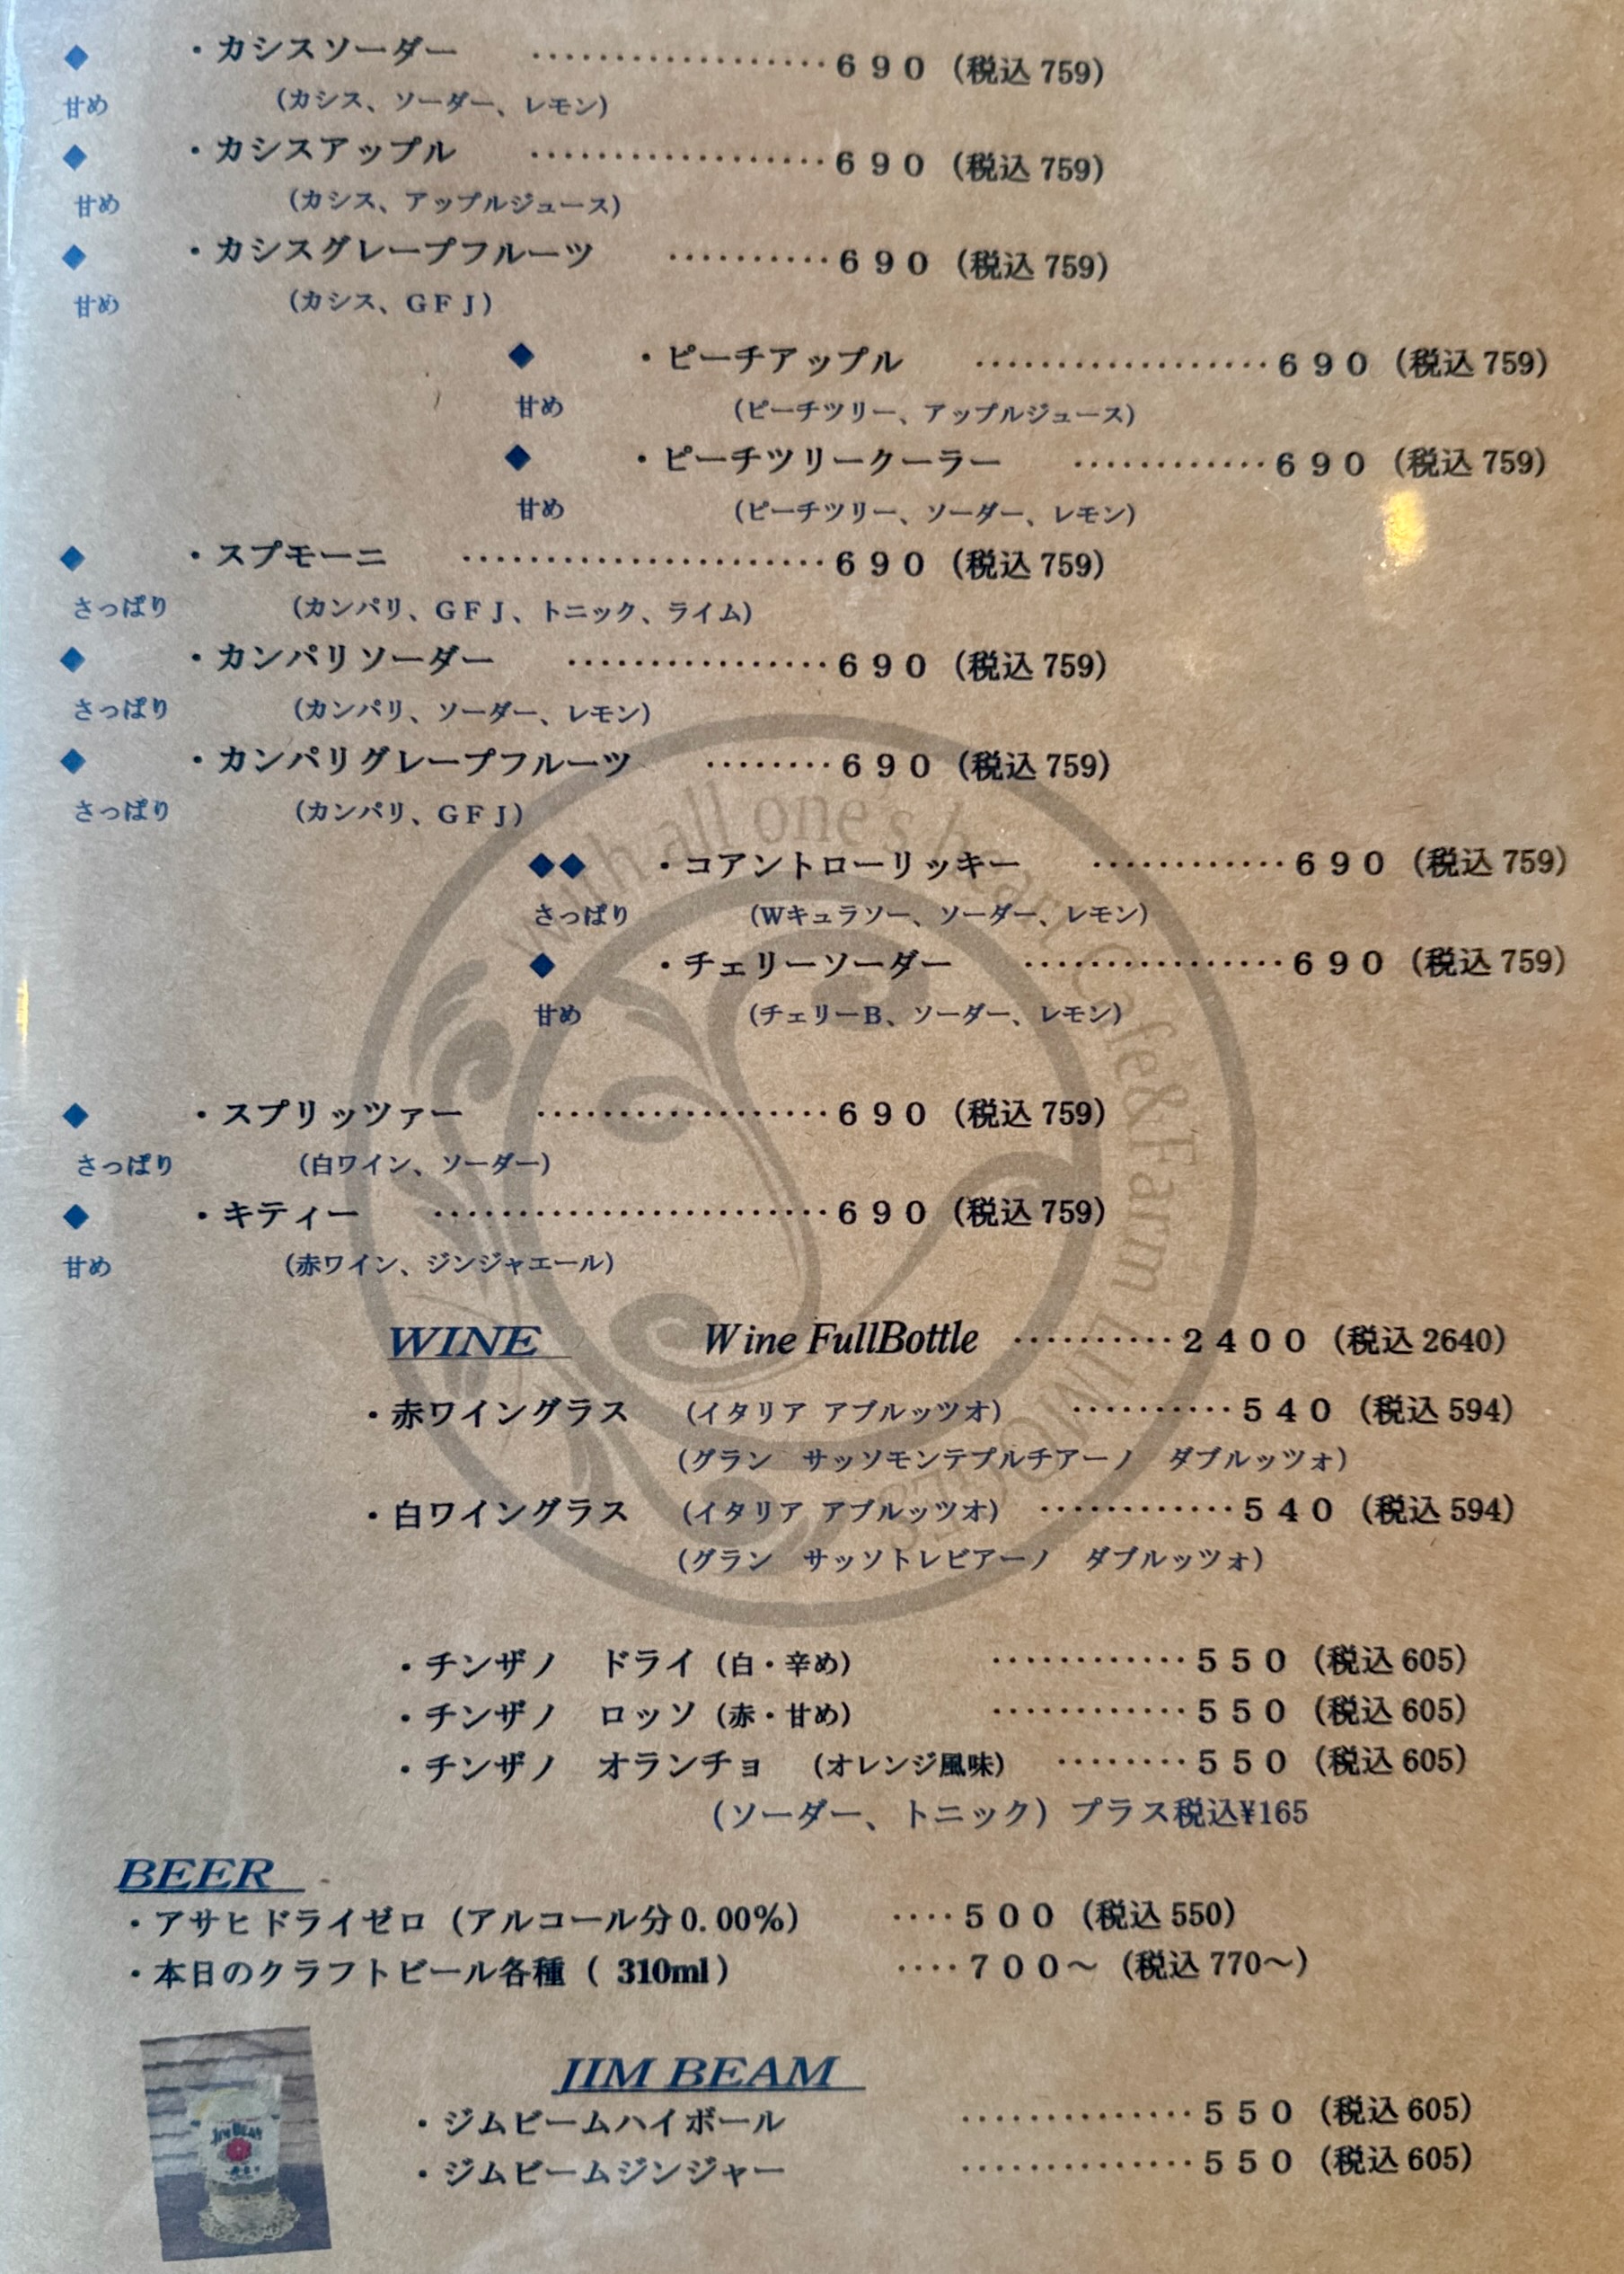 ◆ ・カシスソーダー ··················６９０（税込 759）
甘め （カシス、ソーダー、レモン）
◆ ・カシスアップル ··················６９０（税込 759）
甘め （カシス、アップルジュース）
◆ ・カシスグレープフルーツ ··········６９０（税込 759）
甘め （カシス、ＧＦＪ）
◆ ・ピーチアップル ··················６９０（税込 759）
甘め （ピーチツリー、アップルジュース）
◆ ・ピーチツリークーラー ············６９０（税込 759）
甘め （ピーチツリー、ソーダー、レモン）
◆ ・スプモーニ ······················６９０（税込 759）
さっぱり （カンパリ、ＧＦＪ、トニック、ライム）
◆ ・カンパリソーダー ················６９０（税込 759）
さっぱり （カンパリ、ソーダー、レモン）
◆ ・カンパリグレープフルーツ ········６９０（税込 759）
さっぱり （カンパリ、ＧＦＪ）
◆◆ ・コアントローリッキー ············６９０（税込 759）
さっぱり （Wキュラソー、ソーダー、レモン）
◆ ・チェリーソーダー ················６９０（税込 759）
甘め （チェリーB、ソーダー、レモン）
◆ ・スプリッツァー ··················６９０（税込 759）
さっぱり （白ワイン、ソーダー）
◆ ・キティー ························６９０（税込 759）
甘め （赤ワイン、ジンジャエール）
WINE Wine FullBottle ··········２４００（税込 2640）
・赤ワイングラス （イタリア アブルッツオ） ··········５４０（税込 594）
（グラン サッソモンテプルチアーノ ダブルッツォ）
・白ワイングラス （イタリア アブルッツオ） ············５４０（税込 594）
（グラン サッソトレビアーノ ダブルッツォ）
・チンザノ ドライ（白・辛め） ············５５０（税込 605）
・チンザノ ロッソ（赤・甘め） ············５５０（税込 605）
・チンザノ オランチョ （オレンジ風味） ········５５０（税込 605）
（ソーダー、トニック）プラス税込¥165
BEER
・アサヒドライゼロ（アルコール分 0.00%） ····５００（税込 550）
・本日のクラフトビール各種（ 310ml ） ····７００～（税込 770～）
JIM BEAM
・ジムビームハイボール ··············５５０（税込 605）
・ジムビームジンジャー ··············５５０（税込 605）
JIM BEAM
With all one's heart Cafe&Farm